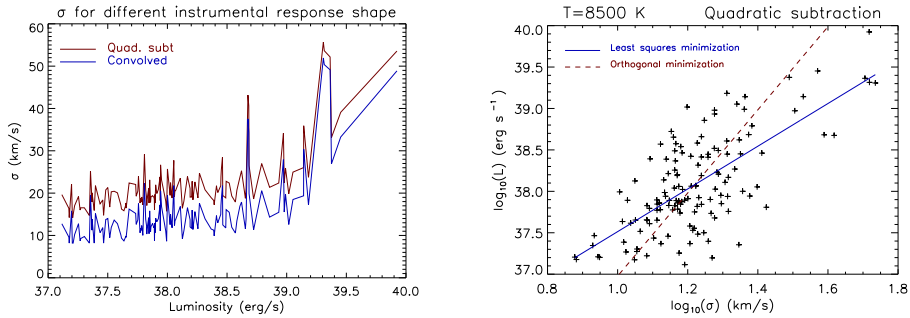 σ for different instrumental response shape
Quad. subt
Convolved
60
50
40
30
20
10
0
σ (km/s)
37.0 37.5 38.0 38.5 39.0 39.5 40.0
Luminosity (erg/s)
T=8500 K Quadratic subtraction
Least squares minimization
Orthogonal minimization
40.0
39.5
39.0
38.5
38.0
37.5
37.0
log₁₀(L) (erg s⁻¹)
0.8 1.0 1.2 1.4 1.6 1.8
log₁₀(σ) (km/s)